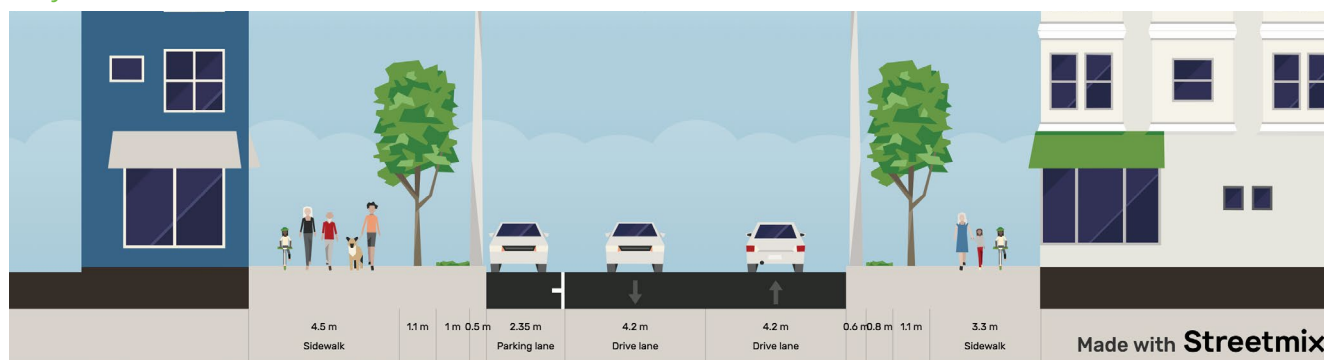 4.5 m
Sidewalk
1.1 m
1 m
0.5 m
2.35 m
Parking lane
4.2 m
Drive lane
4.2 m
Drive lane
0.6 m
0.8 m
1.1 m
3.3 m
Sidewalk
Made with Streetmix